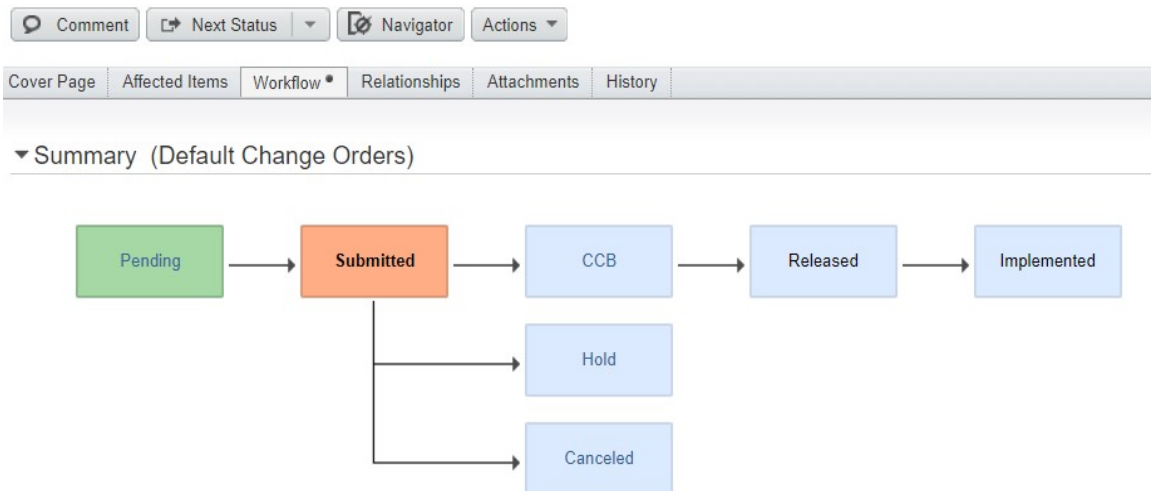 Comment Next Status Navigator Actions
Cover Page Affected Items Workflow Relationships Attachments History
Summary (Default Change Orders)
Pending Submitted CCB Released Implemented
Hold
Canceled